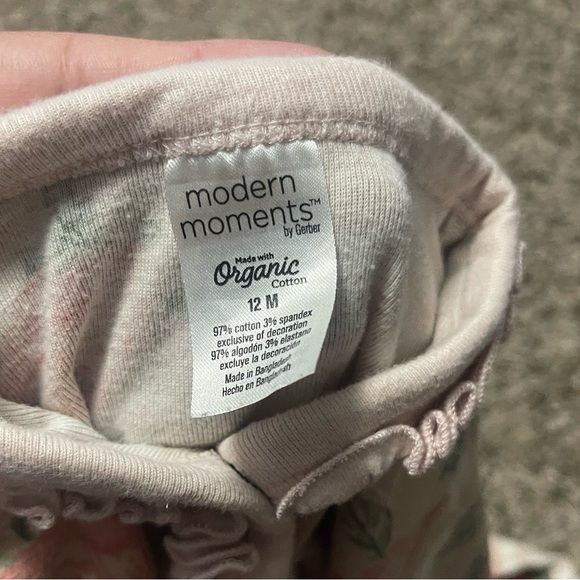 modern
moments™
by Gerber
Made with
Organic
Cotton
12 M
97% cotton 3% spandex
exclusive of decoration
97% algodón 3% elastano
excluye la decoración
Made in Bangladesh
Hecho en Bangladesh